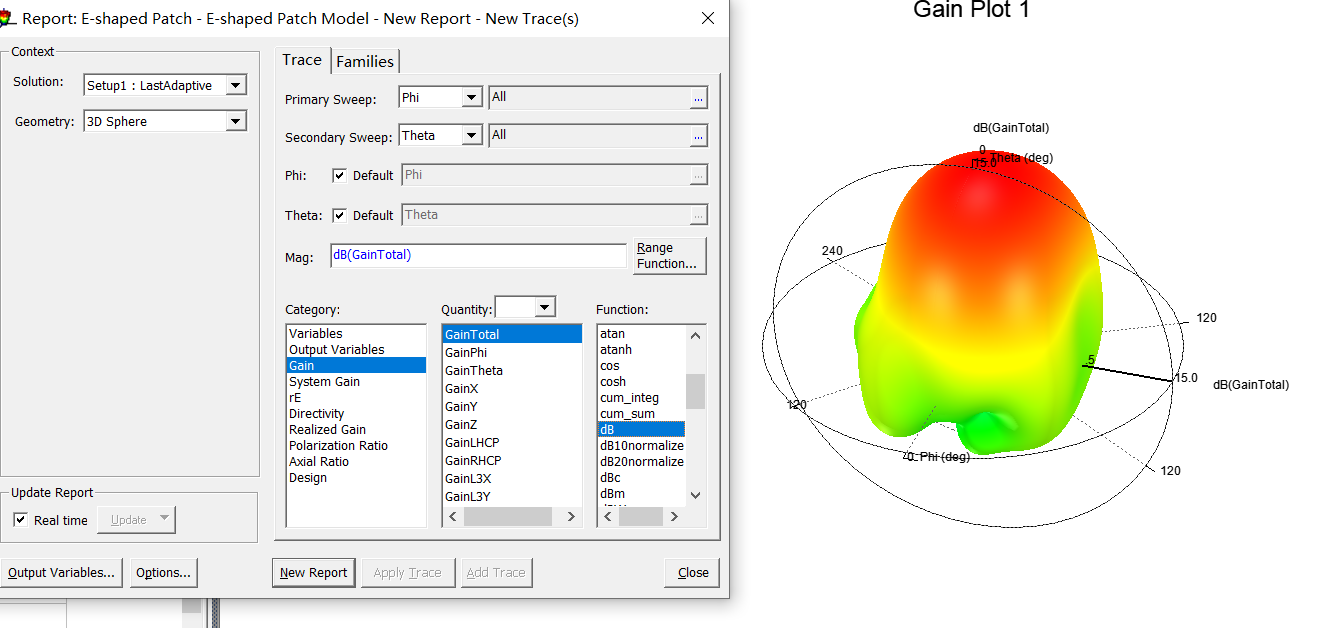 Report: E-shaped Patch - E-shaped Patch Model - New Report - New Trace(s)
Context
Solution: Setup1 : LastAdaptive
Geometry: 3D Sphere
Update Report
Real time Update
Output Variables... Options...
Trace Families
Primary Sweep: Phi All ...
Secondary Sweep: Theta All ...
Phi: Default Phi ...
Theta: Default Theta ...
Mag: dB(GainTotal) Range Function...
Category:
Variables
Output Variables
Gain
System Gain
rE
Directivity
Realized Gain
Polarization Ratio
Axial Ratio
Design
Quantity:
GainTotal
GainPhi
GainTheta
GainX
GainY
GainZ
GainLHCP
GainRHCP
GainL3X
GainL3Y
Function:
atan
atanh
cos
cosh
cum_integ
cum_sum
dB
dB10normalize
dB20normalize
dBc
dBm
New Report Apply Trace Add Trace Close
Gain Plot 1
dB(GainTotal)
0
Theta (deg)
15.0
240
120
.5
15.0
dB(GainTotal)
120
0 Phi (deg)
120